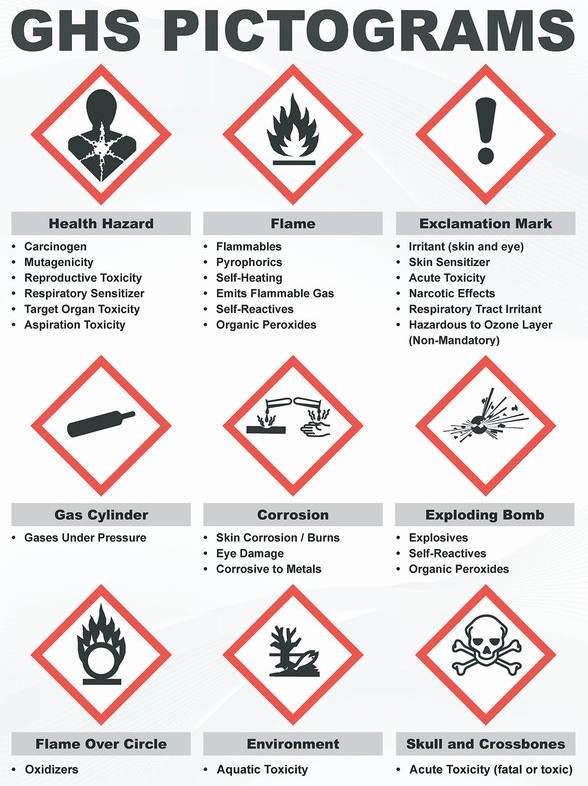 GHS PICTOGRAMS
Health Hazard
• Carcinogen
• Mutagenicity
• Reproductive Toxicity
• Respiratory Sensitizer
• Target Organ Toxicity
• Aspiration Toxicity
Flame
• Flammables
• Pyrophorics
• Self-Heating
• Emits Flammable Gas
• Self-Reactives
• Organic Peroxides
Exclamation Mark
• Irritant (skin and eye)
• Skin Sensitizer
• Acute Toxicity
• Narcotic Effects
• Respiratory Tract Irritant
• Hazardous to Ozone Layer
(Non-Mandatory)
Gas Cylinder
• Gases Under Pressure
Corrosion
• Skin Corrosion / Burns
• Eye Damage
• Corrosive to Metals
Exploding Bomb
• Explosives
• Self-Reactives
• Organic Peroxides
Flame Over Circle
• Oxidizers
Environment
• Aquatic Toxicity
Skull and Crossbones
• Acute Toxicity (fatal or toxic)